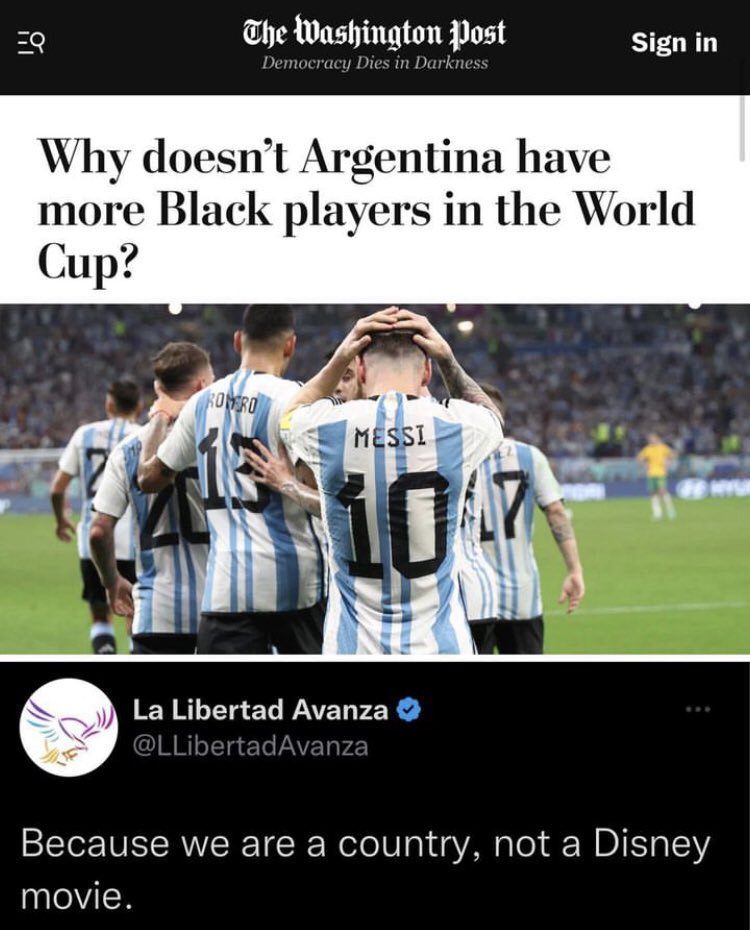 The Washington Post
Democracy Dies in Darkness
Sign in
Why doesn't Argentina have
more Black players in the World
Cup?
ROMERO
13
MESSI
10
20
17
La Libertad Avanza
@LLibertadAvanza
Because we are a country, not a Disney
movie.